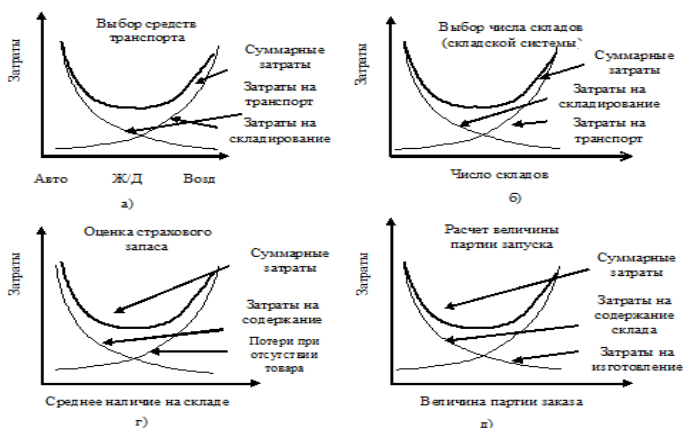 Выбор средств
транспорта
Затраты
Суммарные
затраты
Затраты на
транспорт
Затраты на
складирование
Авто Ж/Д Возд
а)
Выбор числа складов
(складской системы)
Затраты
Суммарные
затраты
Затраты на
складирование
Затраты на
транспорт
Число складов
б)
Оценка страхового
запаса
Затраты
Суммарные
затраты
Затраты на
содержание
Потери при
отсутствии
товара
Среднее наличие на складе
г)
Расчет величины
партии запуска
Затраты
Суммарные
затраты
Затраты на
содержание
склада
Затраты на
изготовление
Величина партии заказа
д)